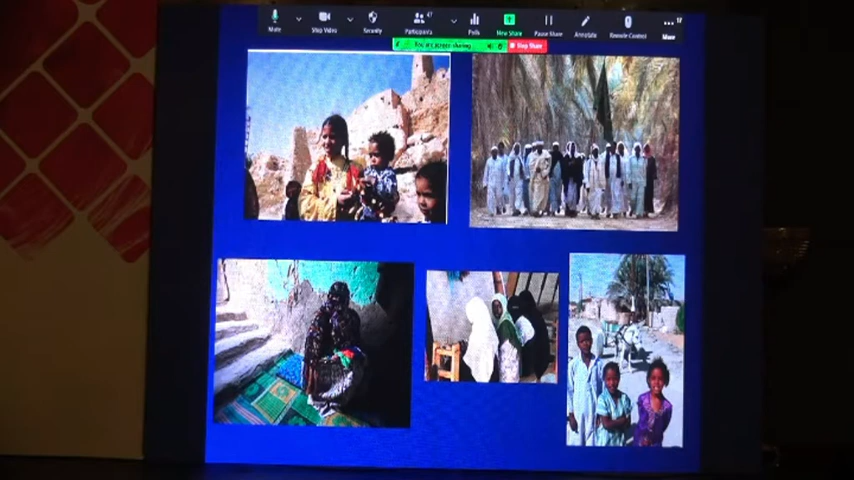 47
Mute
Stop Video
Security
Participants
Polls
New Share
Pause Share
Annotate
Remote Control
More
You are screen sharing
Stop Share